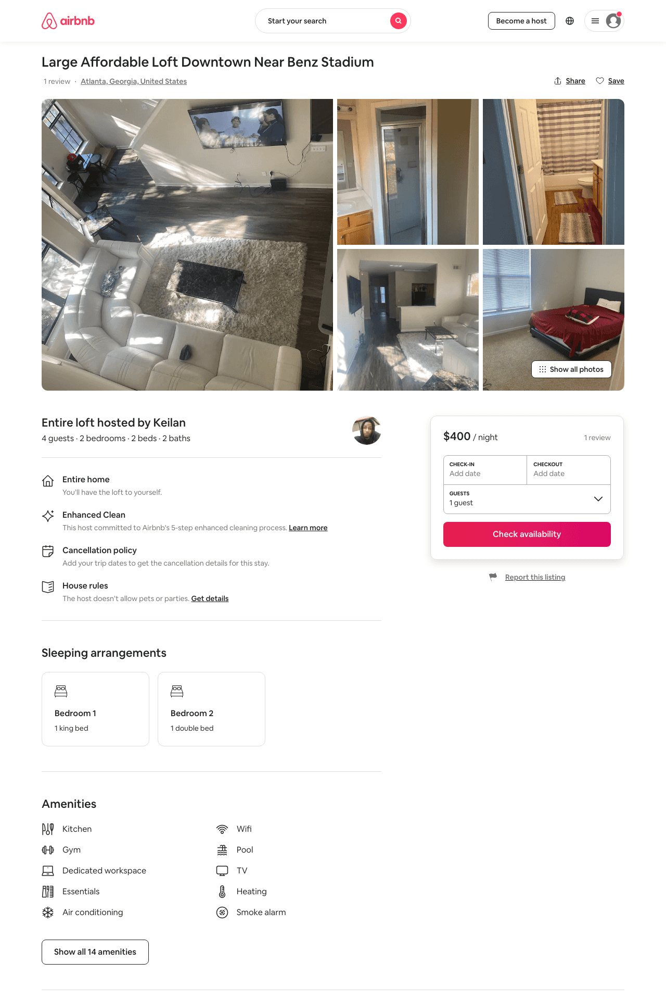 airbnb
Start your search
Become a host
Large Affordable Loft Downtown Near Benz Stadium
1 review · Atlanta, Georgia, United States
Share
Save
Show all photos
Entire loft hosted by Keilan
4 guests · 2 bedrooms · 2 beds · 2 baths
$400 / night
1 review
CHECK-IN
Add date
CHECKOUT
Add date
GUESTS
1 guest
Check availability
Report this listing
Entire home
You’ll have the loft to yourself.
Enhanced Clean
This host committed to Airbnb's 5-step enhanced cleaning process. Learn more
Cancellation policy
Add your trip dates to get the cancellation details for this stay.
House rules
The host doesn’t allow pets or parties. Get details
Sleeping arrangements
Bedroom 1
1 king bed
Bedroom 2
1 double bed
Amenities
Kitchen
Wifi
Gym
Pool
Dedicated workspace
TV
Essentials
Heating
Air conditioning
Smoke alarm
Show all 14 amenities